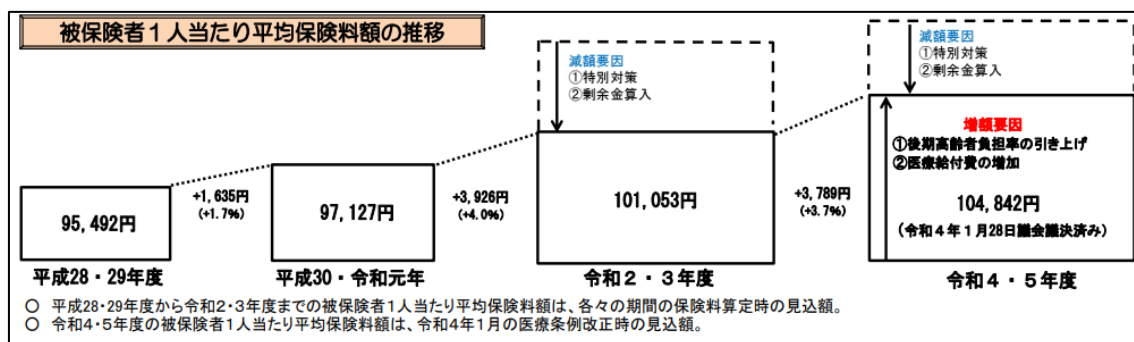 被保険者1人当たり平均保険料額の推移
減額要因
①特別対策
②剰余金算入
減額要因
①特別対策
②剰余金算入
増額要因
①後期高齢者負担率の引き上げ
②医療給付費の増加
95,492円
+1,635円
(+1.7%)
97,127円
+3,926円
(+4.0%)
101,053円
+3,789円
(+3.7%)
104,842円
(令和4年1月28日議会議決済み)
平成28・29年度
平成30・令和元年
令和2・3年度
令和4・5年度
○ 平成28・29年度から令和2・3年度までの被保険者1人当たり平均保険料額は、各々の期間の保険料算定時の見込額。
○ 令和4・5年度の被保険者1人当たり平均保険料額は、令和4年1月の医療条例改正時の見込額。